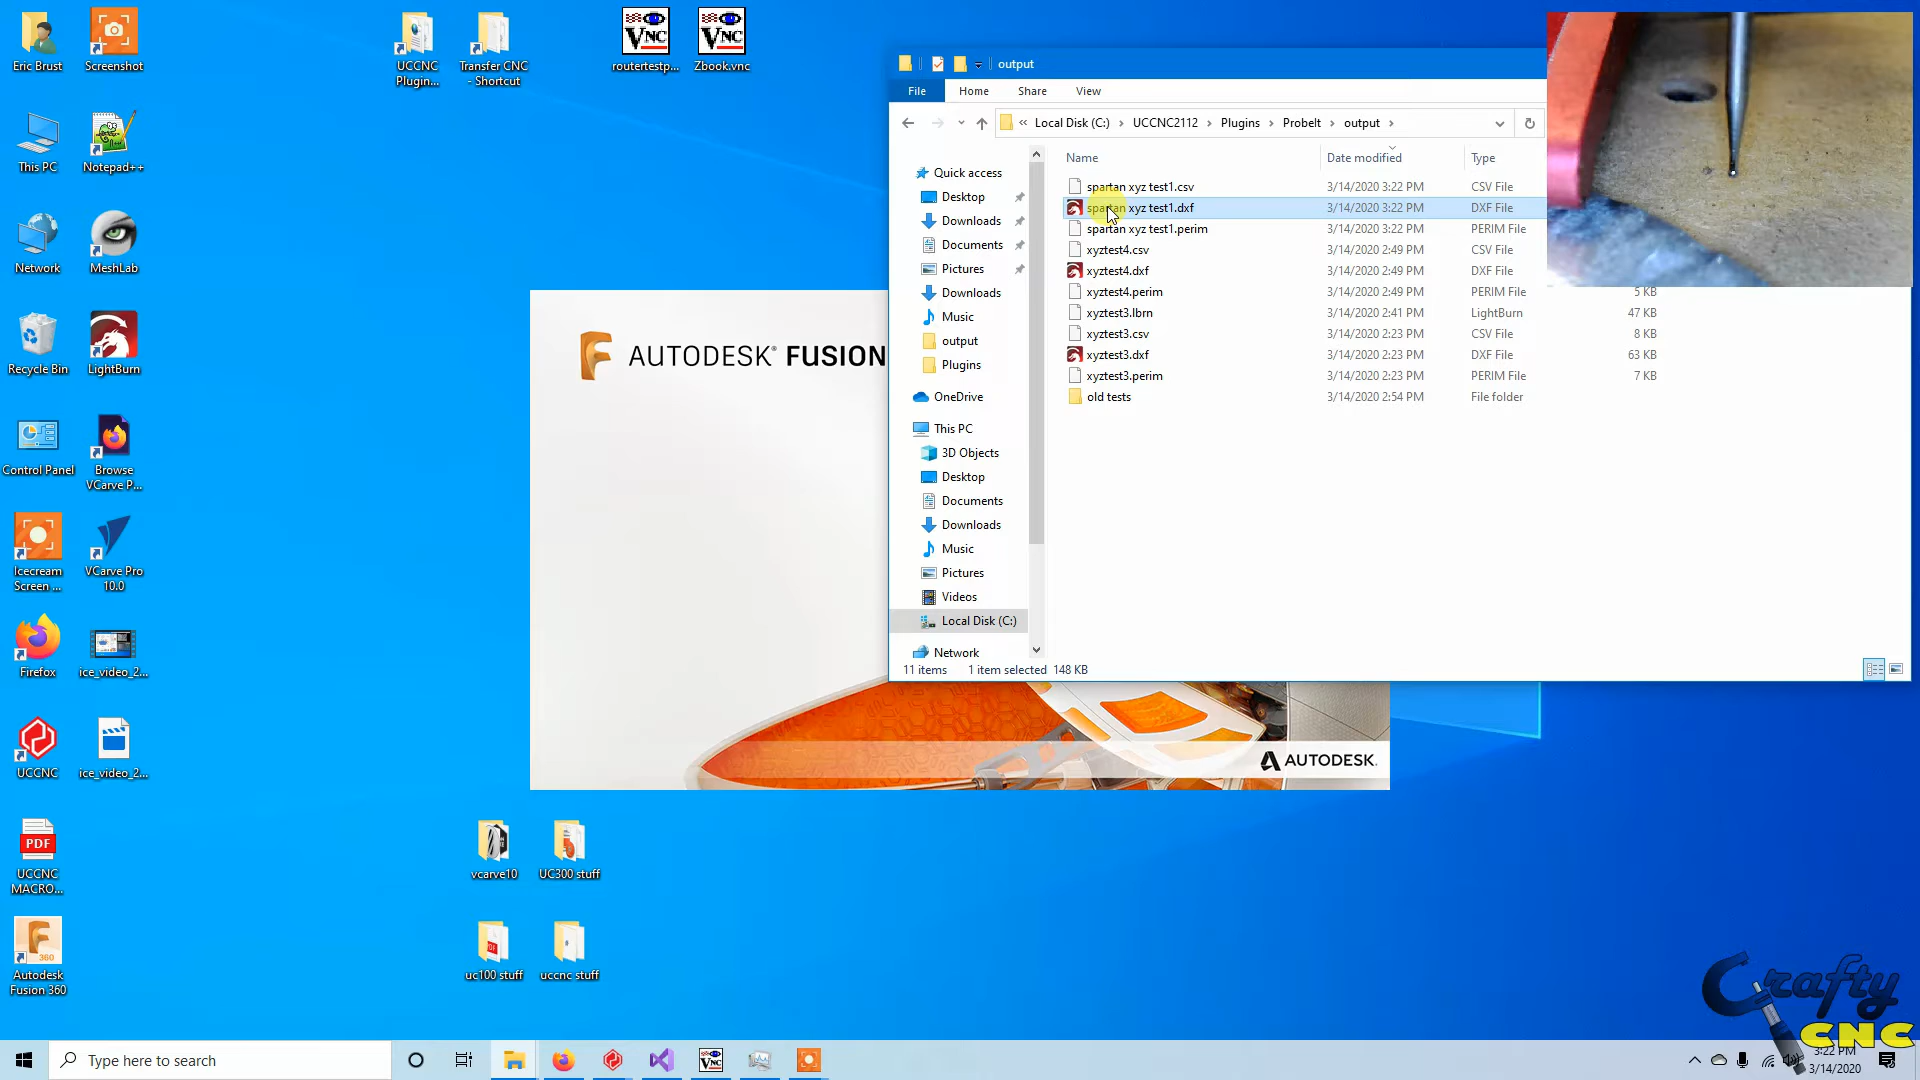 Eric Brust
Screenshot
This PC
Notepad++
Network
MeshLab
Recycle Bin
LightBurn
Control Panel
Browse
VCarve P...
Icecream
Screen ...
VCarve Pro
10.0
Firefox
ice_video_2...
UCCNC
ice_video_2...
PDF
UCCNC
MACRO...
360
Autodesk
Fusion 360
UCCNC
Plugin...
Transfer CNC
- Shortcut
VNC
routertestp...
VNC
Zbook.vnc
AUTODESK® FUSION
AUTODESK.
vcarve10
UC300 stuff
PDF
uc100 stuff
uccnc stuff
output
File
Home
Share
View
« Local Disk (C:) › UCCNC2112 › Plugins › ProbeIt › output ›
Quick access
Desktop
Downloads
Documents
Pictures
Downloads
Music
output
Plugins
OneDrive
This PC
3D Objects
Desktop
Documents
Downloads
Music
Pictures
Videos
Local Disk (C:)
Network
Name Date modified Type
spartan xyz test1.csv 3/14/2020 3:22 PM CSV File
spartan xyz test1.dxf 3/14/2020 3:22 PM DXF File
spartan xyz test1.perim 3/14/2020 3:22 PM PERIM File
xyztest4.csv 3/14/2020 2:49 PM CSV File
xyztest4.dxf 3/14/2020 2:49 PM DXF File
xyztest4.perim 3/14/2020 2:49 PM PERIM File 5 KB
xyztest3.lbrn 3/14/2020 2:41 PM LightBurn 47 KB
xyztest3.csv 3/14/2020 2:23 PM CSV File 8 KB
xyztest3.dxf 3/14/2020 2:23 PM DXF File 63 KB
xyztest3.perim 3/14/2020 2:23 PM PERIM File 7 KB
old tests 3/14/2020 2:54 PM File folder
11 items 1 item selected 148 KB
Crafty
CNC
Type here to search
VNC
3:22 PM
3/14/2020